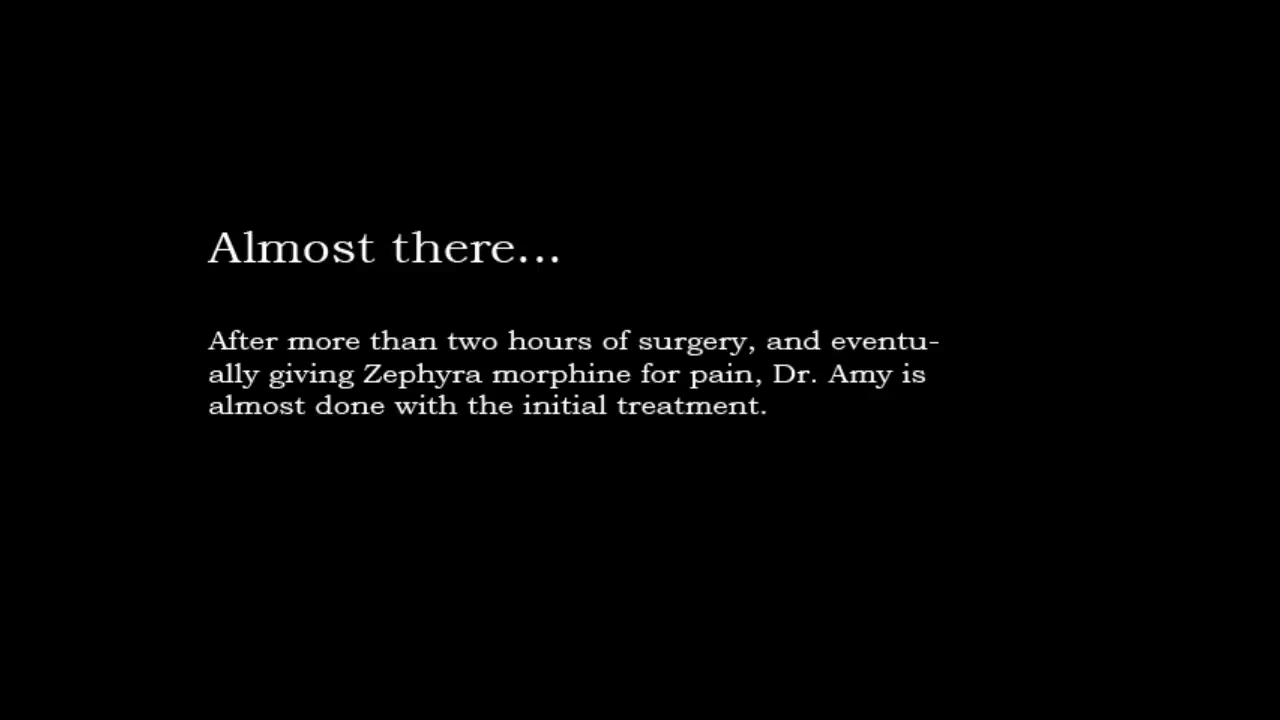 Almost there...
After more than two hours of surgery, and eventu-
ally giving Zephyra morphine for pain, Dr. Amy is
almost done with the initial treatment.